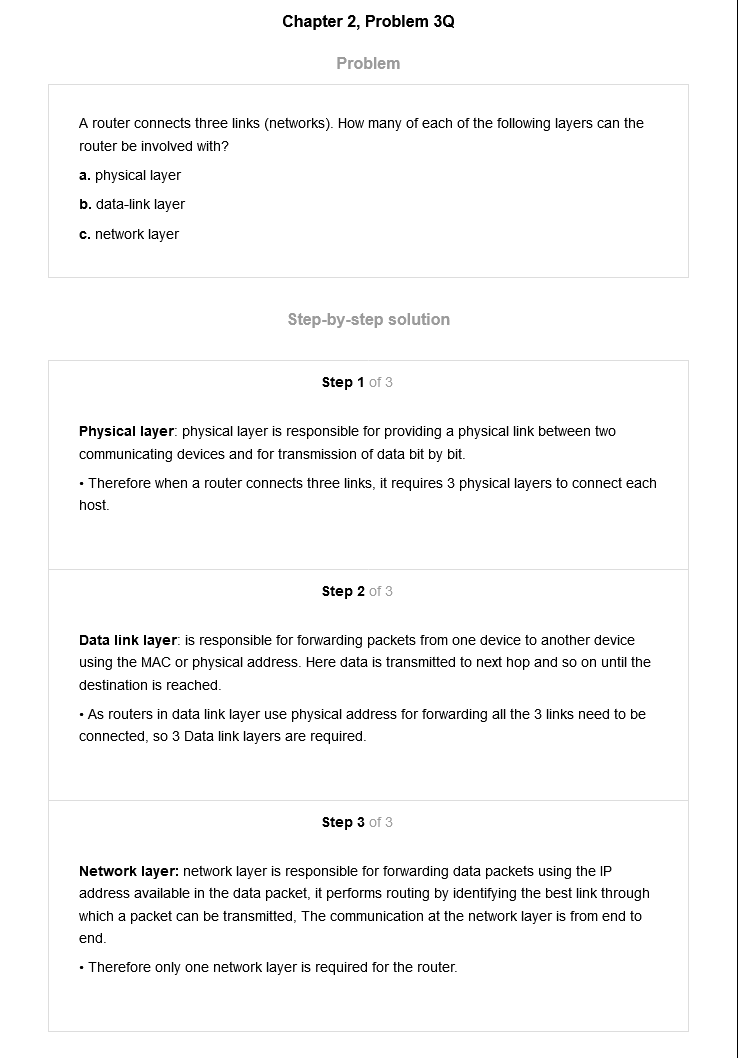 Chapter 2, Problem 3Q
Problem
A router connects three links (networks). How many of each of the following layers can the
router be involved with?
a. physical layer
b. data-link layer
c. network layer
Step-by-step solution
Step 1 of 3
Physical layer: physical layer is responsible for providing a physical link between two
communicating devices and for transmission of data bit by bit.
• Therefore when a router connects three links, it requires 3 physical layers to connect each
host.
Step 2 of 3
Data link layer: is responsible for forwarding packets from one device to another device
using the MAC or physical address. Here data is transmitted to next hop and so on until the
destination is reached.
• As routers in data link layer use physical address for forwarding all the 3 links need to be
connected, so 3 Data link layers are required.
Step 3 of 3
Network layer: network layer is responsible for forwarding data packets using the IP
address available in the data packet, it performs routing by identifying the best link through
which a packet can be transmitted, The communication at the network layer is from end to
end.
• Therefore only one network layer is required for the router.